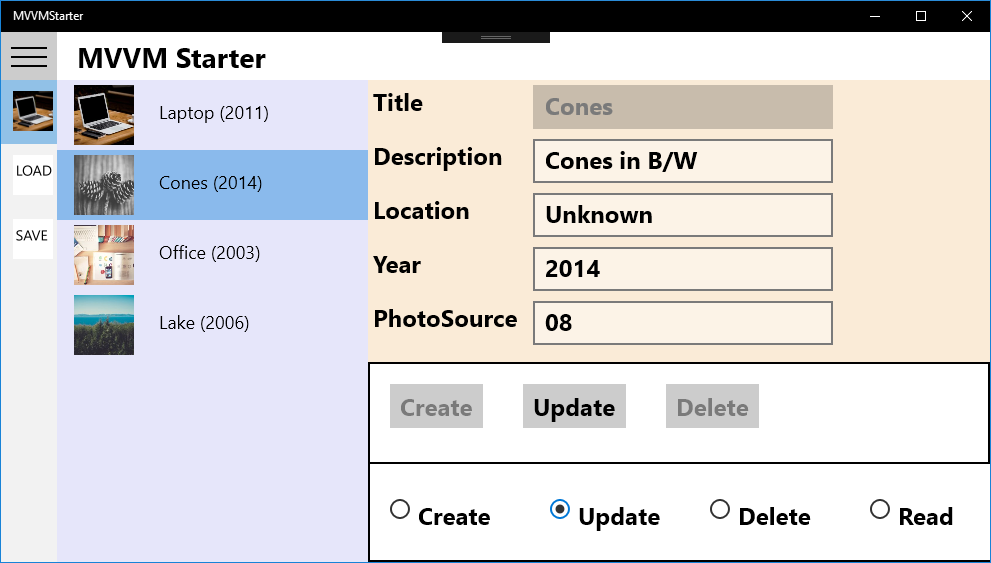 MVVMStarter
MVVM Starter
LOAD
SAVE
Laptop (2011)
Cones (2014)
Office (2003)
Lake (2006)
Title Cones
Description Cones in B/W
Location Unknown
Year 2014
PhotoSource 08
Create Update Delete
Create Update Delete Read